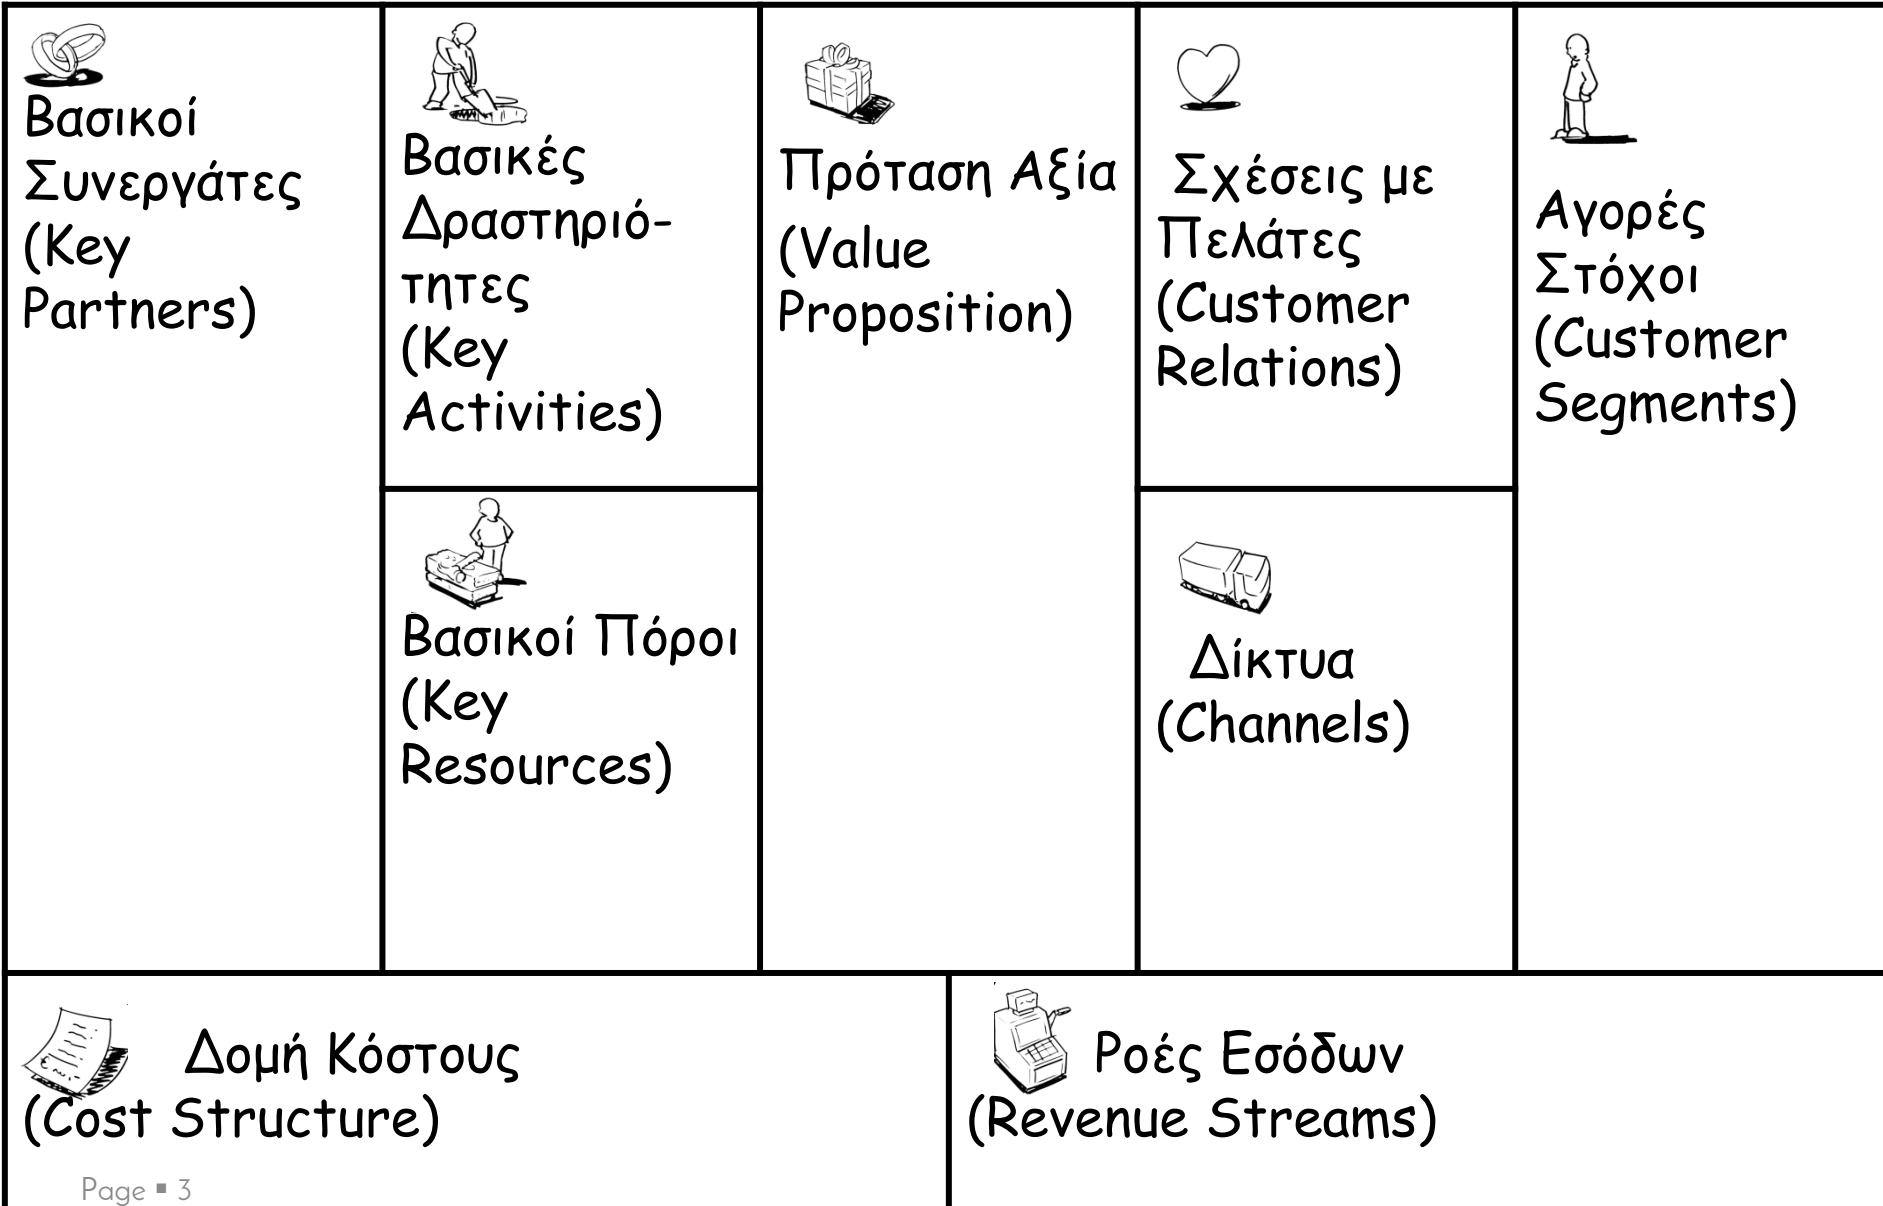 Βασικοί
Συνεργάτες
(Key
Partners)
Βασικές
Δραστηριό-
τητες
(Key
Activities)
Βασικοί Πόροι
(Key
Resources)
Πρόταση Αξία
(Value
Proposition)
Σχέσεις με
Πελάτες
(Customer
Relations)
Δίκτυα
(Channels)
Αγορές
Στόχοι
(Customer
Segments)
Δομή Κόστους
(Cost Structure)
Ροές Εσόδων
(Revenue Streams)
Page ▪ 3